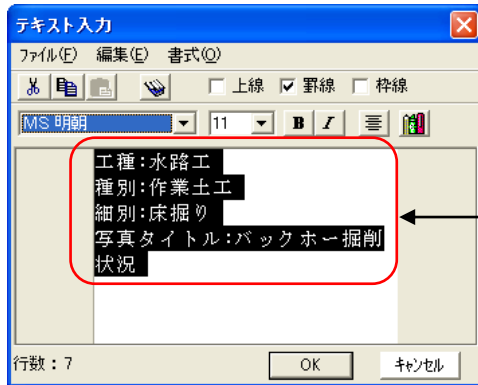 テキスト入力
ファイル(F) 編集(E) 書式(O)
上線 罫線 枠線
MS 明朝 11 B I
工種:水路工
種別:作業土工
細別:床掘り
写真タイトル:バックホー掘削
状況
行数:7 OK キャンセル